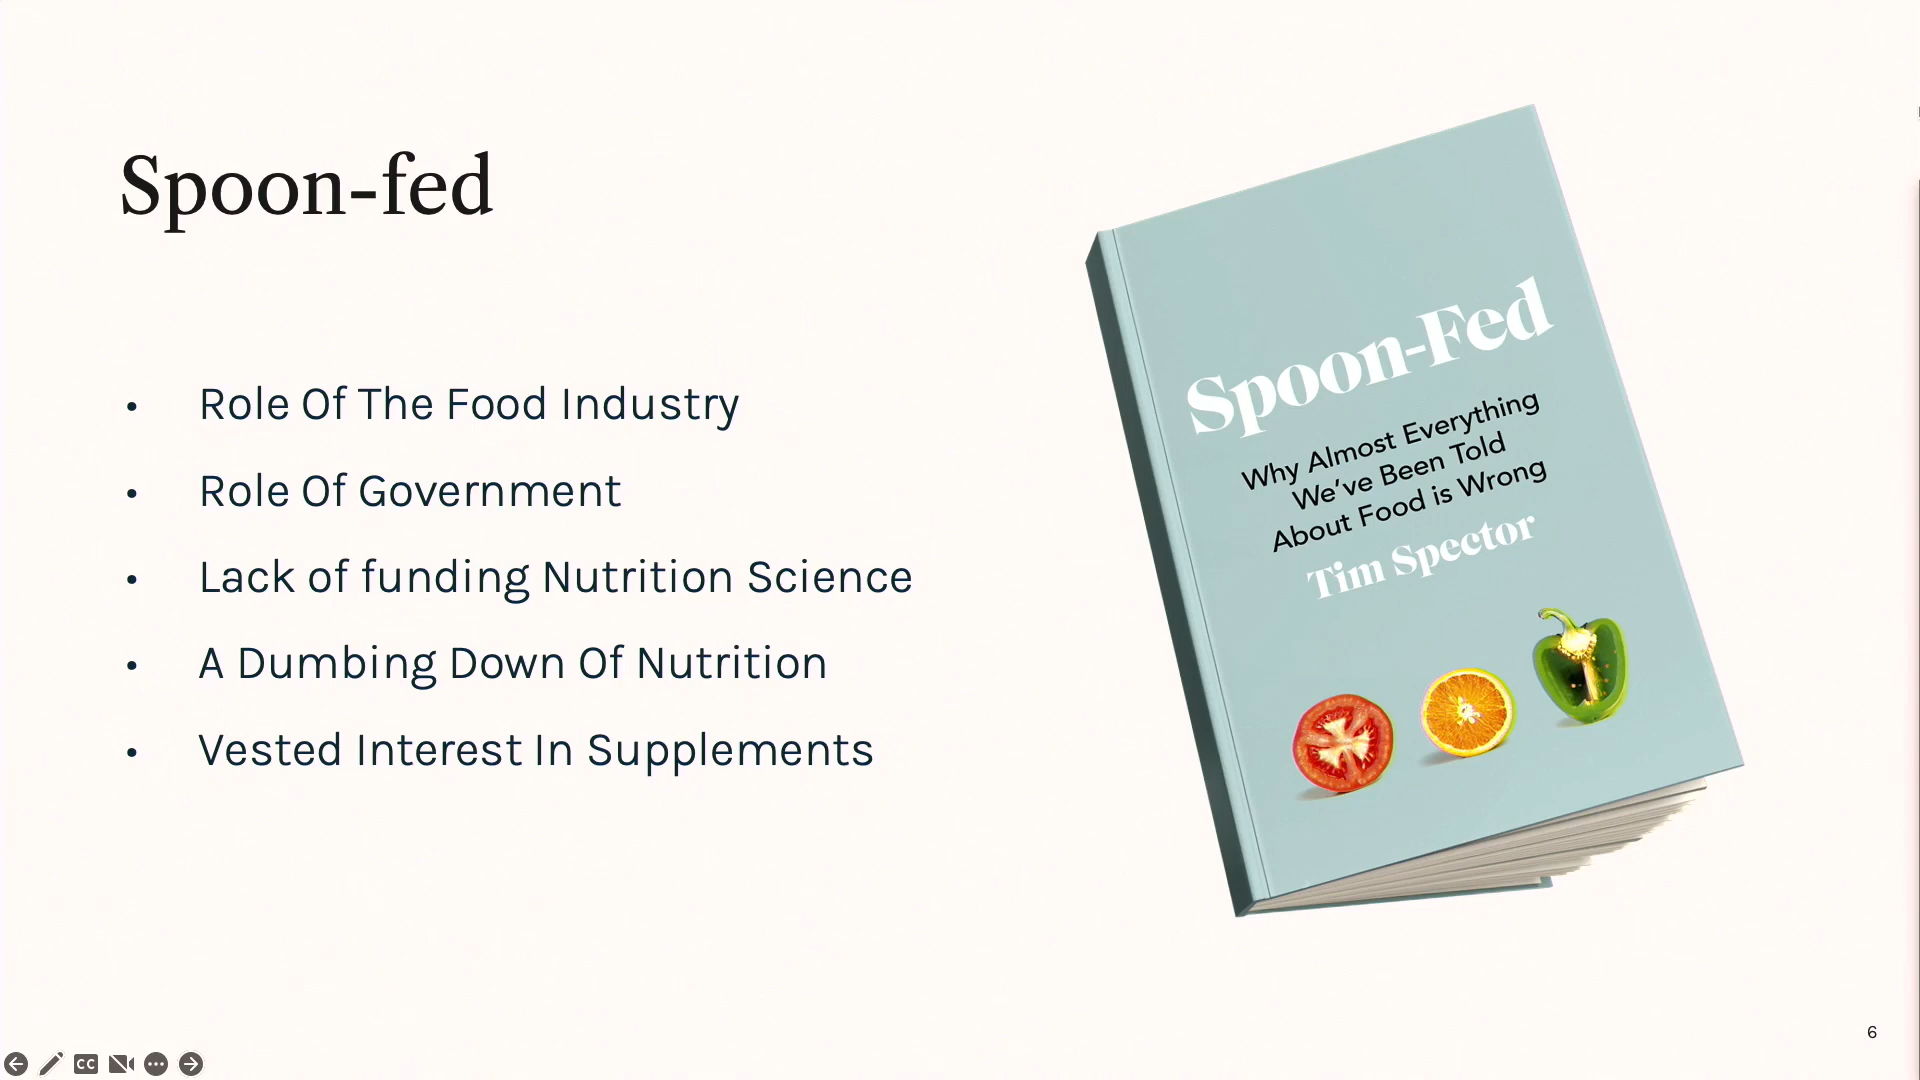 Spoon-fed
• Role Of The Food Industry
• Role Of Government
• Lack of funding Nutrition Science
• A Dumbing Down Of Nutrition
• Vested Interest In Supplements
Spoon-Fed
Why Almost Everything
We've Been Told
About Food is Wrong
Tim Spector
6
CC